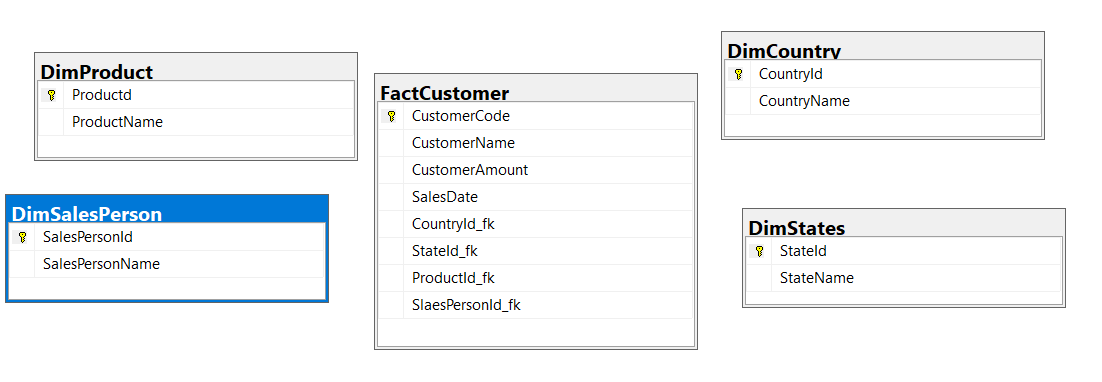 DimProduct
Productd
ProductName
DimSalesPerson
SalesPersonId
SalesPersonName
FactCustomer
CustomerCode
CustomerName
CustomerAmount
SalesDate
CountryId_fk
StateId_fk
ProductId_fk
SlaesPersonId_fk
DimCountry
CountryId
CountryName
DimStates
StateId
StateName